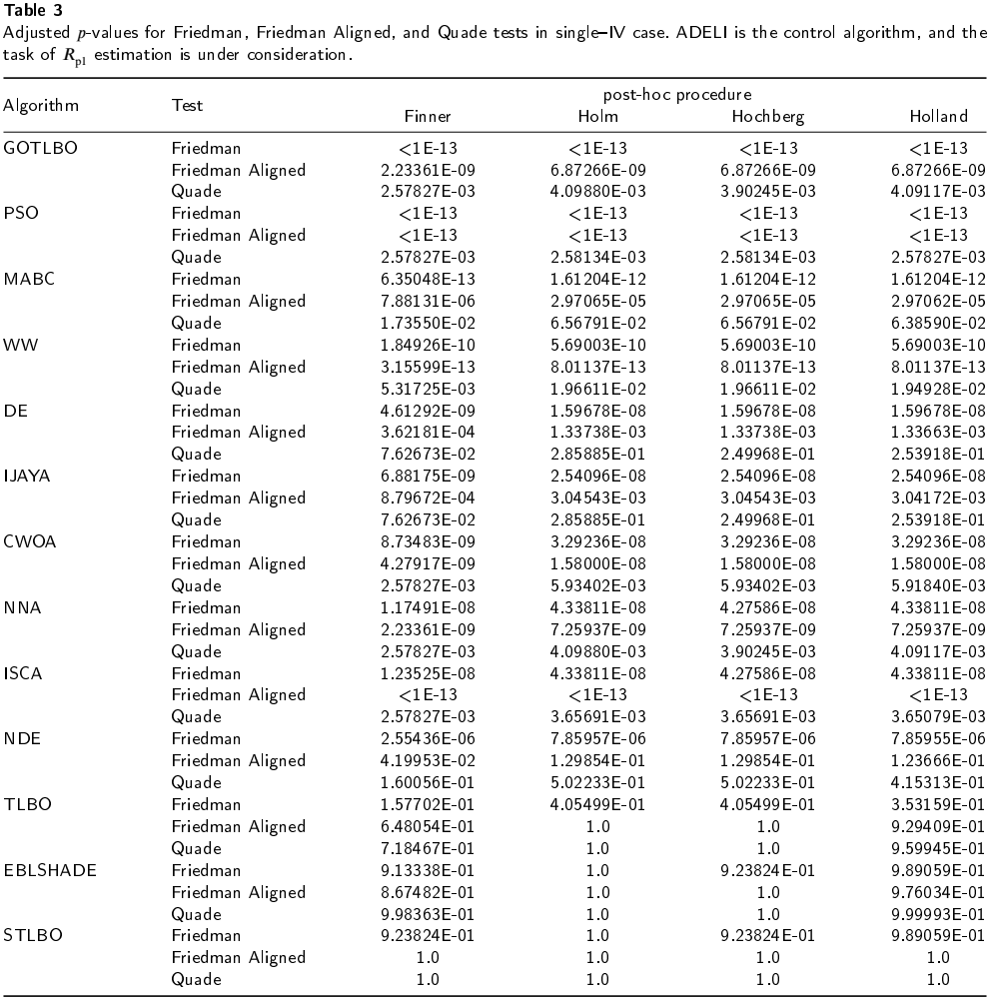 Table 3
Adjusted p-values for Friedman, Friedman Aligned, and Quade tests in single–IV case. ADELI is the control algorithm, and the
task of Rp1 estimation is under consideration.
Algorithm Test post-hoc procedure
Finner Holm Hochberg Holland
GOTLBO Friedman <1E-13 <1E-13 <1E-13 <1E-13
Friedman Aligned 2.23361E-09 6.87266E-09 6.87266E-09 6.87266E-09
Quade 2.57827E-03 4.09880E-03 3.90245E-03 4.09117E-03
PSO Friedman <1E-13 <1E-13 <1E-13 <1E-13
Friedman Aligned <1E-13 <1E-13 <1E-13 <1E-13
Quade 2.57827E-03 2.58134E-03 2.58134E-03 2.57827E-03
MABC Friedman 6.35048E-13 1.61204E-12 1.61204E-12 1.61204E-12
Friedman Aligned 7.88131E-06 2.97065E-05 2.97065E-05 2.97062E-05
Quade 1.73550E-02 6.56791E-02 6.56791E-02 6.38590E-02
WW Friedman 1.84926E-10 5.69003E-10 5.69003E-10 5.69003E-10
Friedman Aligned 3.15599E-13 8.01137E-13 8.01137E-13 8.01137E-13
Quade 5.31725E-03 1.96611E-02 1.96611E-02 1.94928E-02
DE Friedman 4.61292E-09 1.59678E-08 1.59678E-08 1.59678E-08
Friedman Aligned 3.62181E-04 1.33738E-03 1.33738E-03 1.33663E-03
Quade 7.62673E-02 2.85885E-01 2.49968E-01 2.53918E-01
IJAYA Friedman 6.88175E-09 2.54096E-08 2.54096E-08 2.54096E-08
Friedman Aligned 8.79672E-04 3.04543E-03 3.04543E-03 3.04172E-03
Quade 7.62673E-02 2.85885E-01 2.49968E-01 2.53918E-01
CWOA Friedman 8.73483E-09 3.29236E-08 3.29236E-08 3.29236E-08
Friedman Aligned 4.27917E-09 1.58000E-08 1.58000E-08 1.58000E-08
Quade 2.57827E-03 5.93402E-03 5.93402E-03 5.91840E-03
NNA Friedman 1.17491E-08 4.33811E-08 4.27586E-08 4.33811E-08
Friedman Aligned 2.23361E-09 7.25937E-09 7.25937E-09 7.25937E-09
Quade 2.57827E-03 4.09880E-03 3.90245E-03 4.09117E-03
ISCA Friedman 1.23525E-08 4.33811E-08 4.27586E-08 4.33811E-08
Friedman Aligned <1E-13 <1E-13 <1E-13 <1E-13
Quade 2.57827E-03 3.65691E-03 3.65691E-03 3.65079E-03
NDE Friedman 2.55436E-06 7.85957E-06 7.85957E-06 7.85955E-06
Friedman Aligned 4.19953E-02 1.29854E-01 1.29854E-01 1.23666E-01
Quade 1.60056E-01 5.02233E-01 5.02233E-01 4.15313E-01
TLBO Friedman 1.57702E-01 4.05499E-01 4.05499E-01 3.53159E-01
Friedman Aligned 6.48054E-01 1.0 1.0 9.29409E-01
Quade 7.18467E-01 1.0 1.0 9.59945E-01
EBLSHADE Friedman 9.13338E-01 1.0 9.23824E-01 9.89059E-01
Friedman Aligned 8.67482E-01 1.0 1.0 9.76034E-01
Quade 9.98363E-01 1.0 1.0 9.99993E-01
STLBO Friedman 9.23824E-01 1.0 9.23824E-01 9.89059E-01
Friedman Aligned 1.0 1.0 1.0 1.0
Quade 1.0 1.0 1.0 1.0